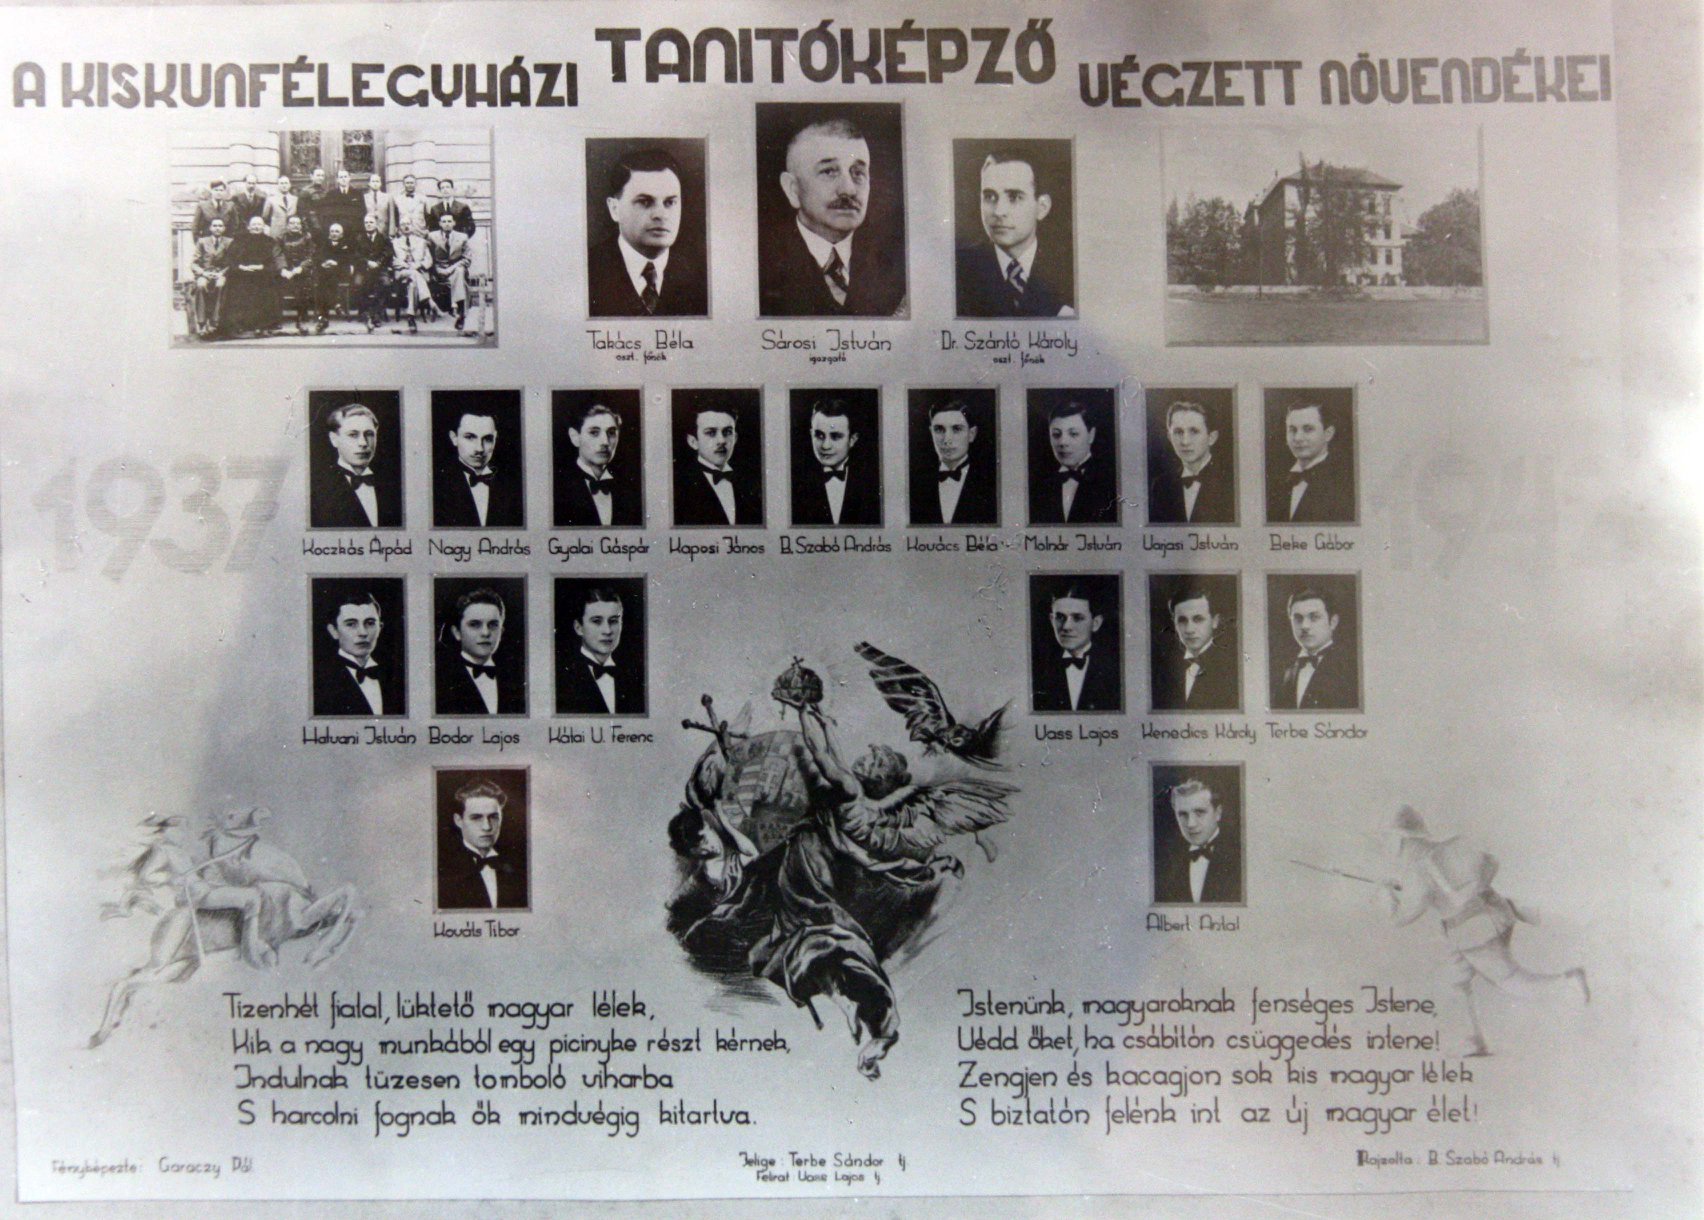 A KISKUNFÉLEGYHÁZI TANITÓKÉPZŐ VÉGZETT NÖVENDÉKEI
Takács Béla
oszt. főnök
Sárosi István
igazgató
Dr. Szántó Károly
oszt. főnök
1937
Koczkás Árpád
Nagy András
Gyalai Gáspár
Kaposi János
B. Szabó András
Kovács Béla
Molnár István
Varjasi István
Beke Gábor
Halvani István
Bodor Lajos
Kátai V. Ferenc
Vass Lajos
Kenedics Károly
Terbe Sándor
Kováts Tibor
Albert Antal
Tizenhét fiatal, lüktető magyar lélek,
Kik a nagy munkából egy picinyke részt kérnek,
Indulnak tüzesen tomboló viharba
S harcolni fognak ők mindvégig kitartva.
Istenünk, magyaroknak fenséges Istene,
Védd őket, ha csábitón csüggedés intene!
Zengjen és kacagjon sok kis magyar lélek
S biztatón felénk int az új magyar élet!
Fényképezte: Garaczy Pál.
Jelige: Terbe Sándor tj.
Felirat: Vass Lajos tj.
Rajzolta: B. Szabó András tj.